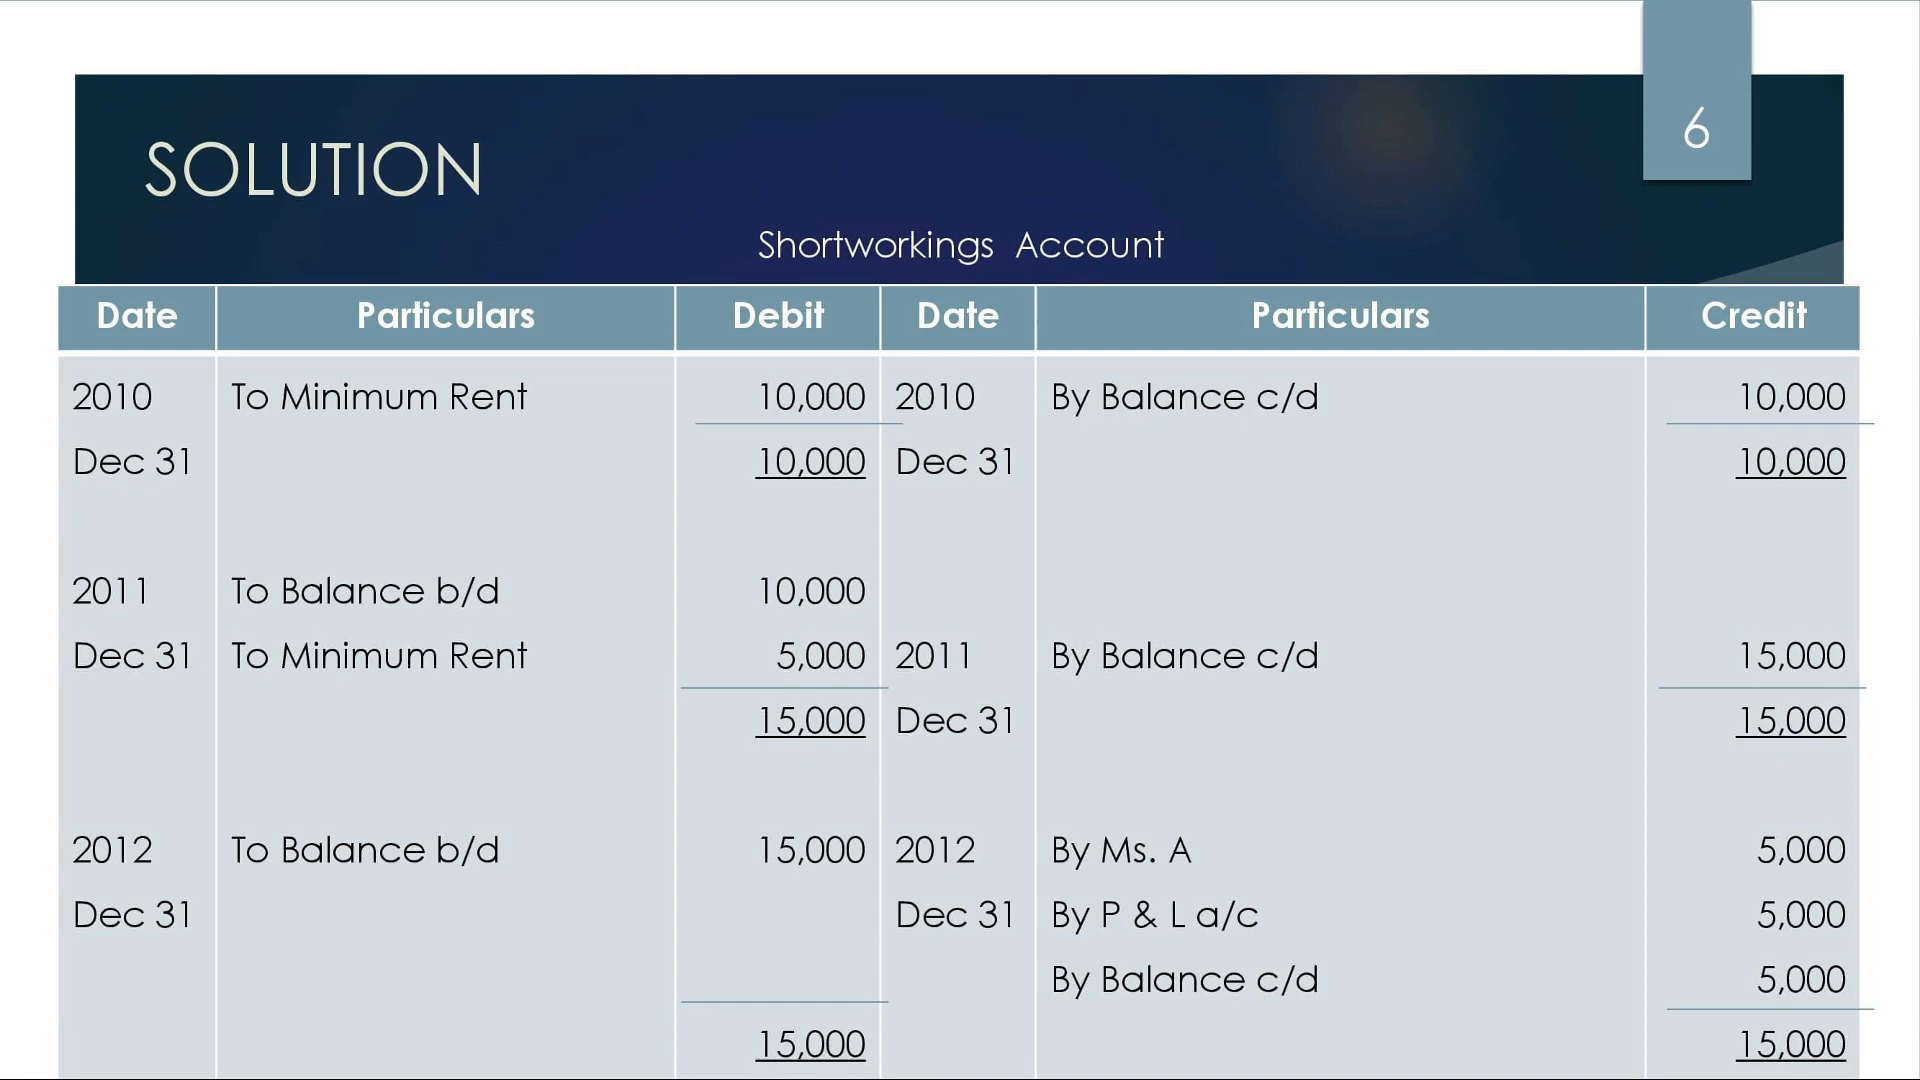 6
SOLUTION
Shortworkings Account
Date Particulars Debit Date Particulars Credit
2010 To Minimum Rent 10,000 2010 By Balance c/d 10,000
Dec 31 10,000 Dec 31 10,000
2011 To Balance b/d 10,000
Dec 31 To Minimum Rent 5,000 2011 By Balance c/d 15,000
15,000 Dec 31 15,000
2012 To Balance b/d 15,000 2012 By Ms. A 5,000
Dec 31 Dec 31 By P & L a/c 5,000
By Balance c/d 5,000
15,000 15,000